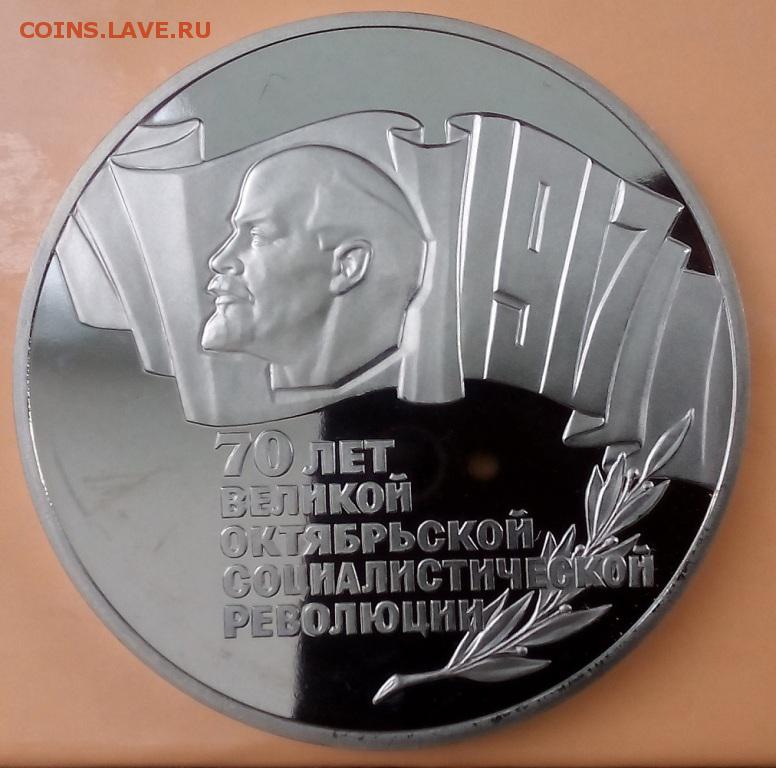 COINS.LAVE.RU
1917
70 ЛЕТ
ВЕЛИКОЙ
ОКТЯБРЬСКОЙ
СОЦИАЛИСТИЧЕСКОЙ
РЕВОЛЮЦИИ